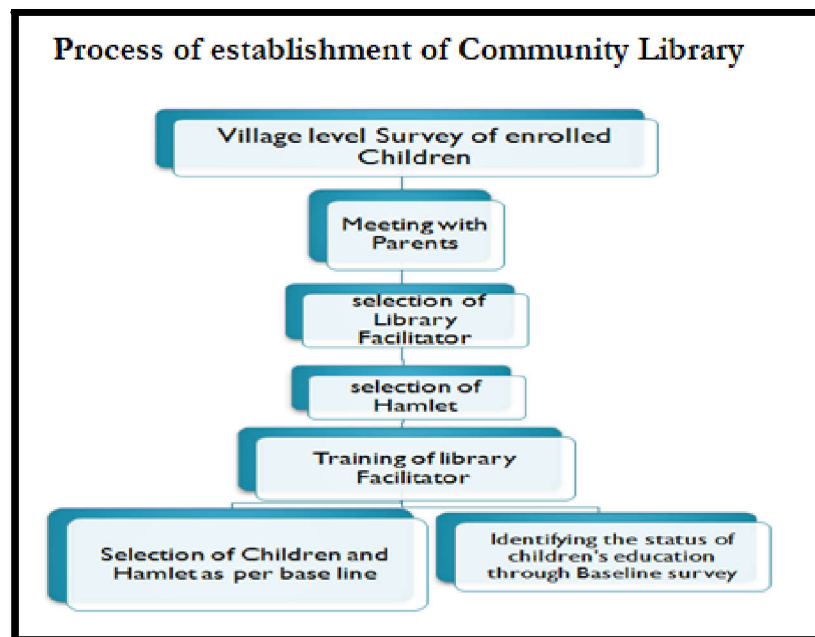 Process of establishment of Community Library
Village level Survey of enrolled
Children
Meeting with
Parents
selection of
Library
Facilitator
selection of
Hamlet
Training of library
Facilitator
Selection of Children and
Hamlet as per base line
Identifying the status of
children's education
through Baseline survey